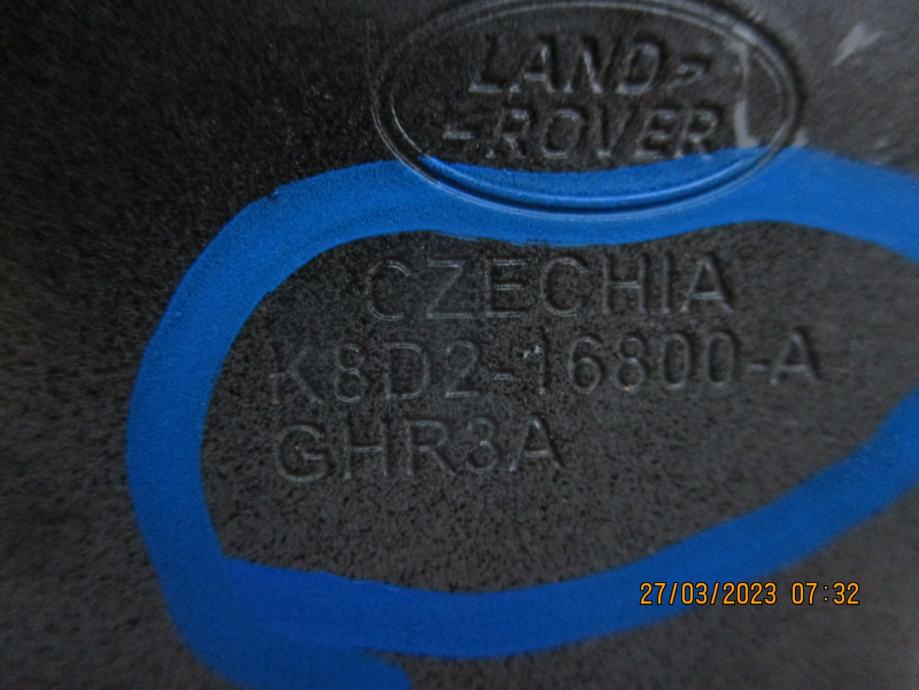 LAND
-ROVER
CZECHIA
K8D2-16800-A
GHR3A
27/03/2023 07:32